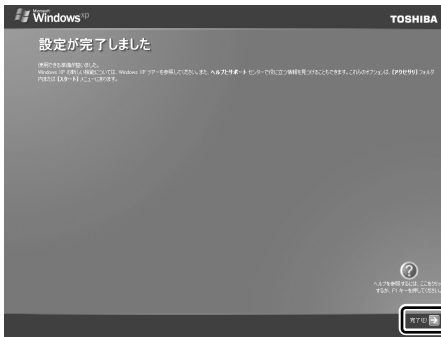 Microsoft
Windows xp
TOSHIBA
設定が完了しました
使用できる準備が整いました。
Windows XP の新しい機能については、Windows XP ツアーを参照してください。また、ヘルプとサポート センターで役に立つ情報を見つけることもできます。これらのオプションは、[アクセサリ] フォルダ
内または [スタート] メニューにあります。
ヘルプを参照するには、ここをクリック
するか、F1 キーを押してください。
完了(F)